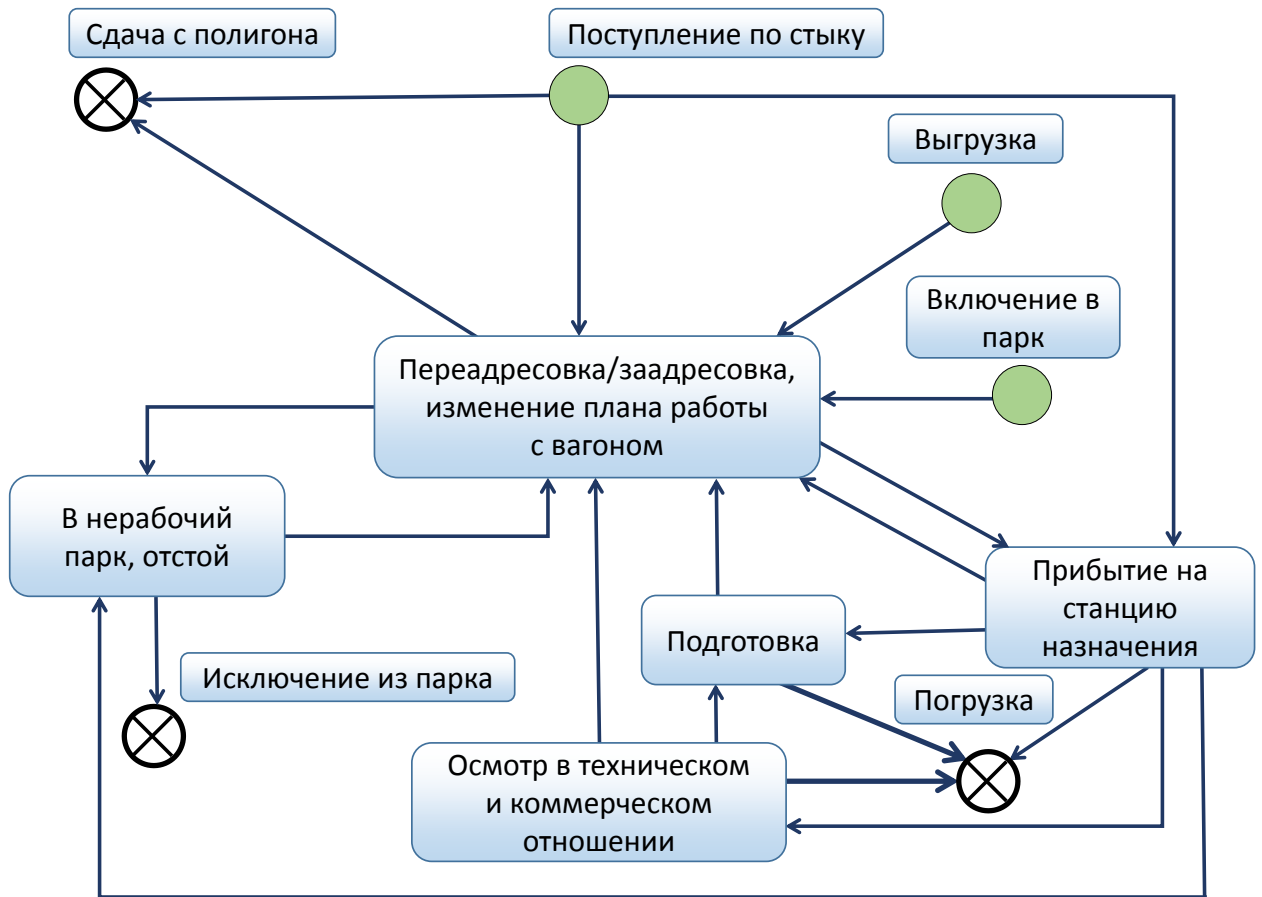 Сдача с полигона
Поступление по стыку
Выгрузка
Включение в
парк
Переадресовка/заадресовка,
изменение плана работы
с вагоном
В нерабочий
парк, отстой
Прибытие на
станцию
назначения
Подготовка
Исключение из парка
Погрузка
Осмотр в техническом
и коммерческом
отношении